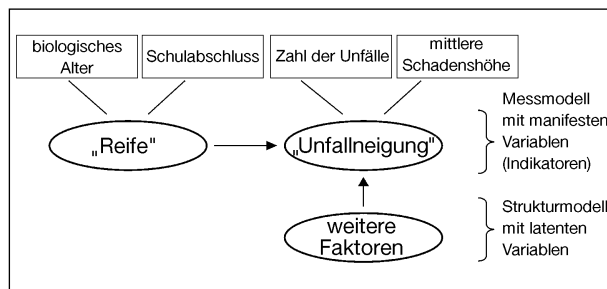 biologisches
Alter
Schulabschluss
Zahl der Unfälle
mittlere
Schadenshöhe
„Reife"
„Unfallneigung"
Messmodell
mit manifesten
Variablen
(Indikatoren)
weitere
Faktoren
Strukturmodell
mit latenten
Variablen